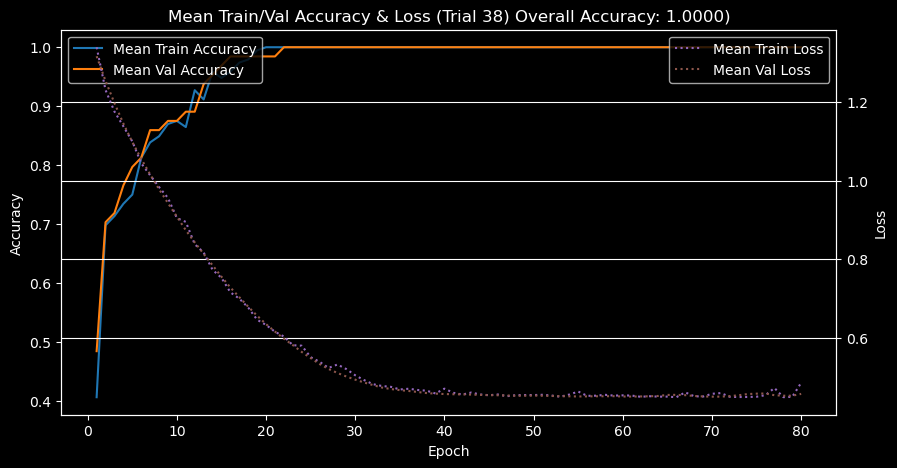 Mean Train/Val Accuracy & Loss (Trial 38) Overall Accuracy: 1.0000)
Mean Train Accuracy
Mean Val Accuracy
Mean Train Loss
Mean Val Loss
Accuracy
1.0
0.9
0.8
0.7
0.6
0.5
0.4
1.2
1.0
0.8
0.6
Loss
0
10
20
30
40
50
60
70
80
Epoch